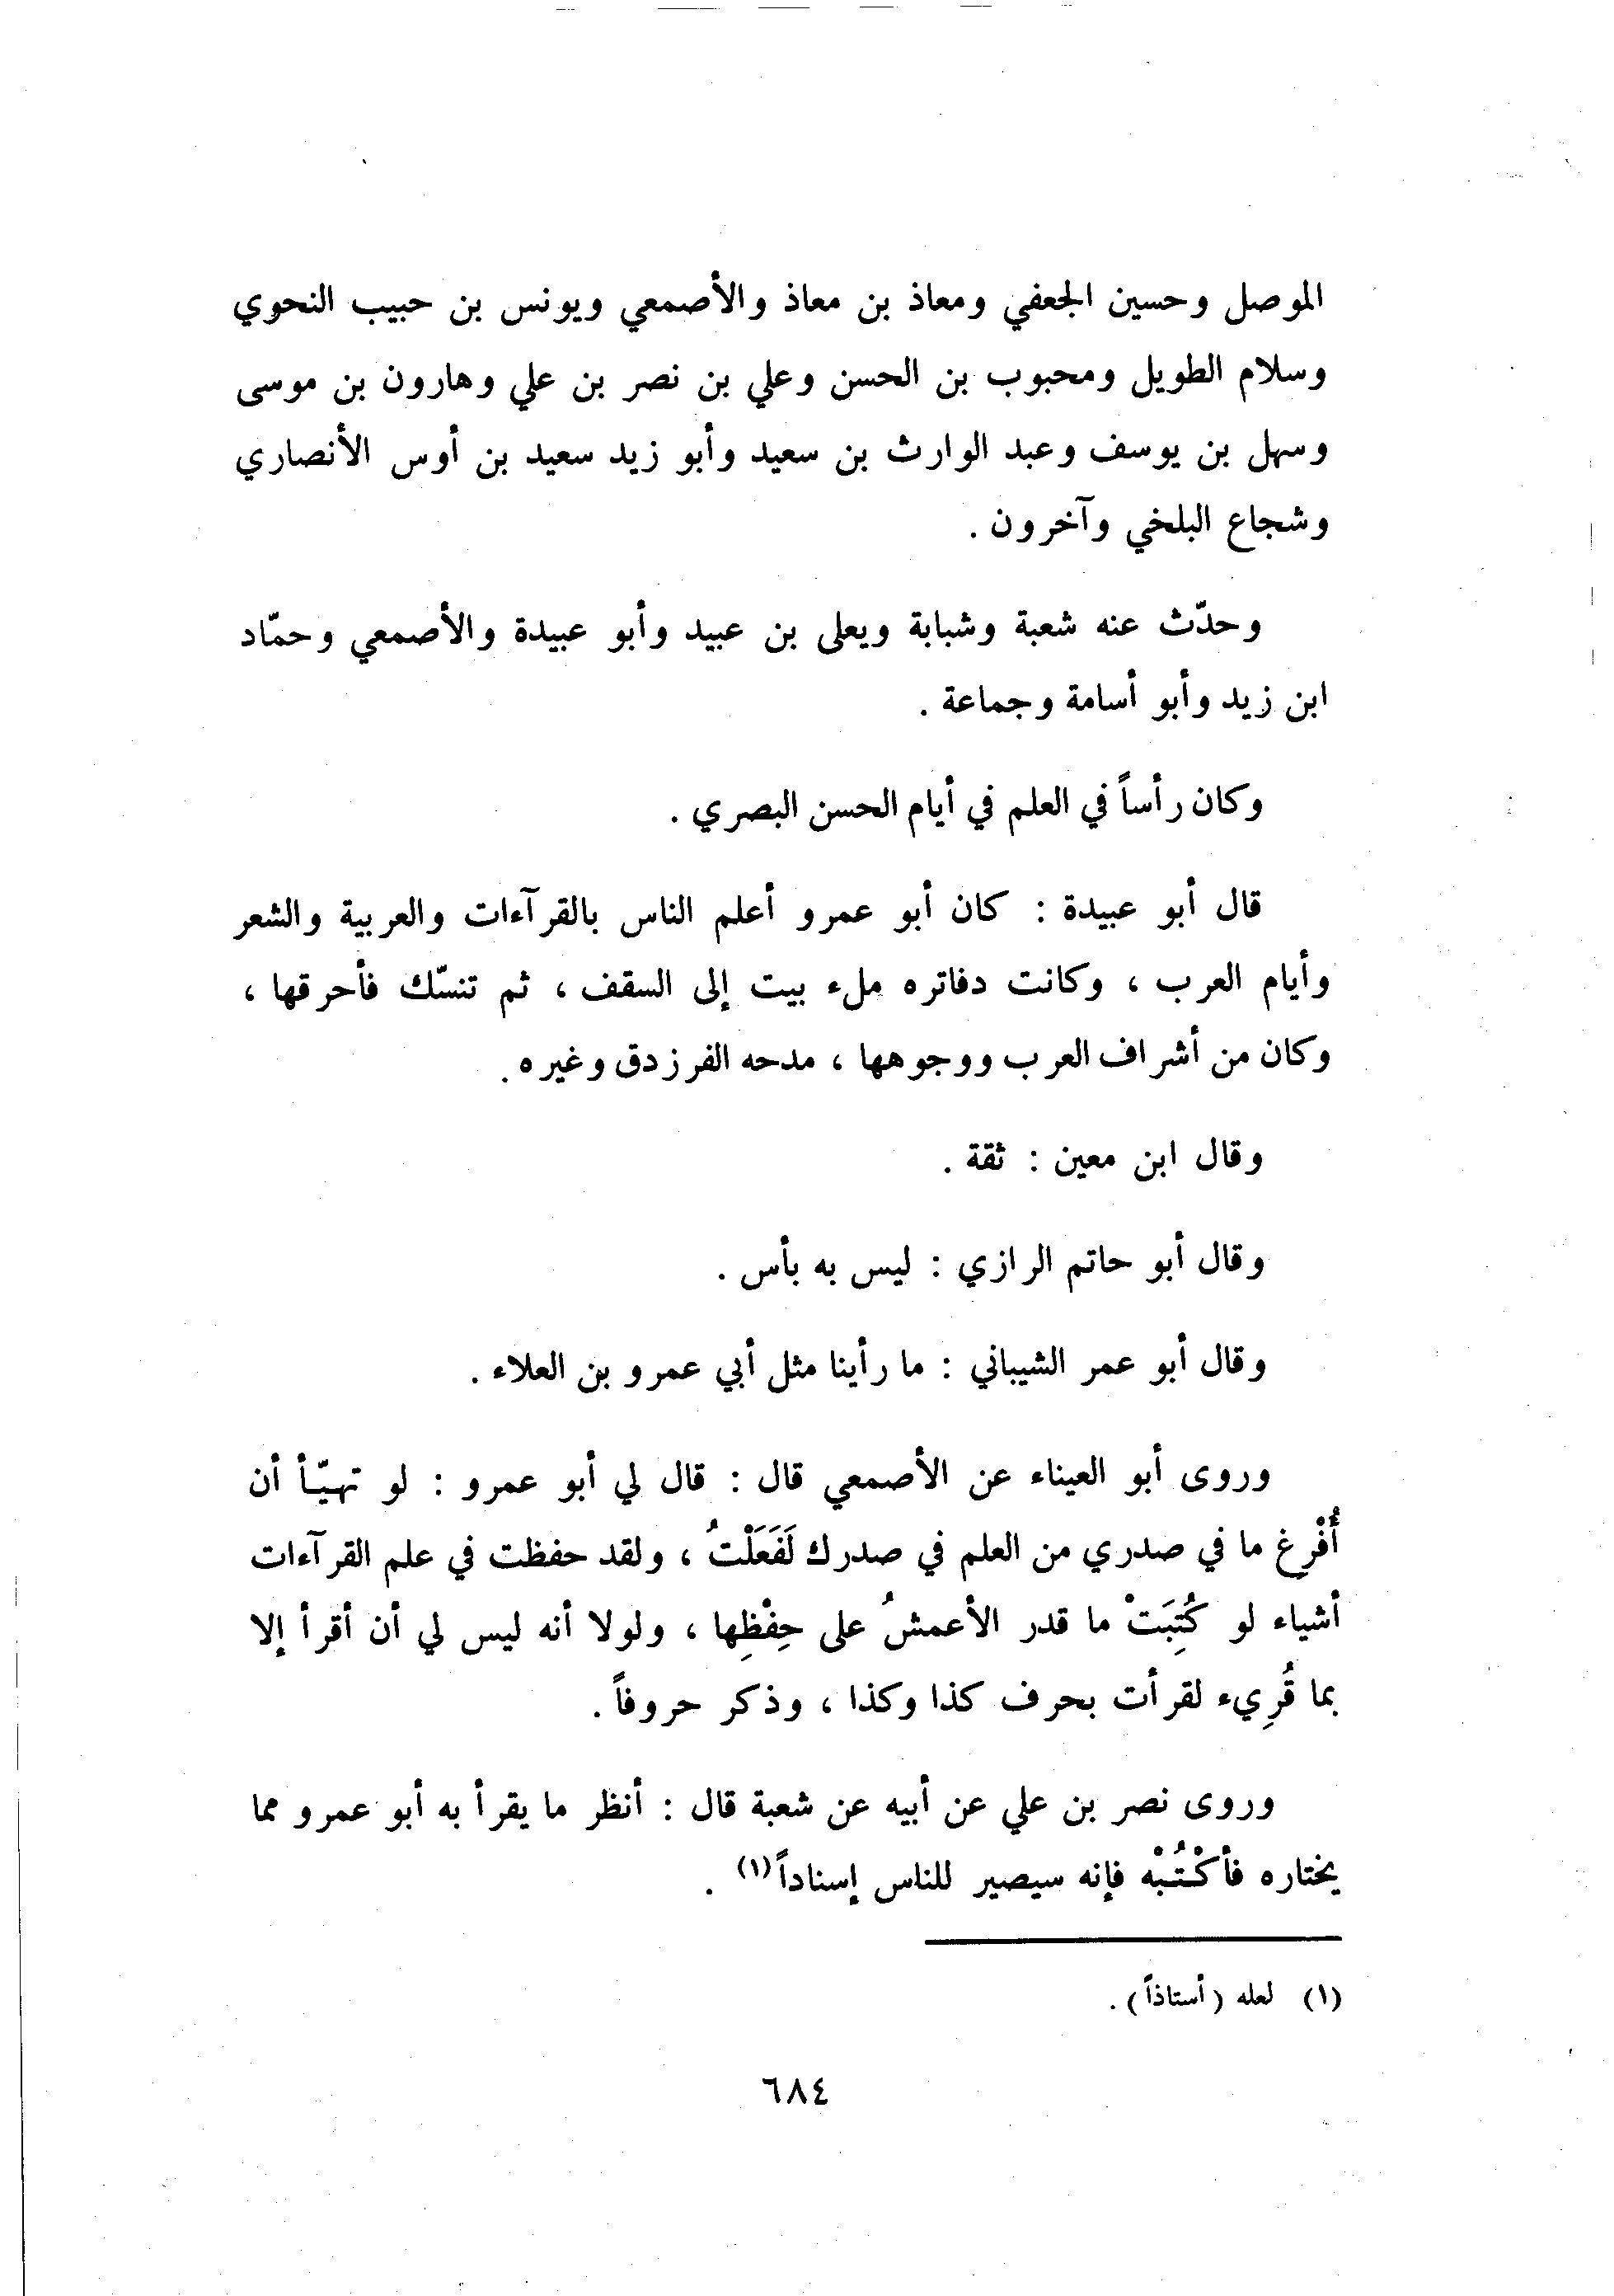 الموصل وحسين الجعفي ومعاذ بن معاذ والأصمعي ويونس بن حبيب النحوي
وسلام الطويل ومحبوب بن الحسن وعلي بن نصر بن علي وهارون بن موسى
وسهل بن يوسف وعبد الوارث بن سعيد وأبو زيد سعيد بن أوس الأنصاري
وشجاع البلخي وآخرون .
وحدّث عنه شعبة وشبابة ويعلى بن عبيد وأبو عبيدة والأصمعي وحمّاد
ابن زيد وأبو أسامة وجماعة .
وكان رأساً في العلم في أيام الحسن البصري .
قال أبو عبيدة : كان أبو عمرو أعلم الناس بالقرآءات والعربية والشعر
وأيام العرب ، وكانت دفاتره ملء بيت إلى السقف ، ثم تنسّك فأحرقها ،
وكان من أشراف العرب ووجوهها ، مدحه الفرزدق وغيره .
وقال ابن معين : ثقة .
وقال أبو حاتم الرازي : ليس به بأس .
وقال أبو عمر الشيباني : ما رأينا مثل أبي عمرو بن العلاء .
وروى أبو العيناء عن الأصمعي قال : قال لي أبو عمرو : لو تهيّأ أن
أُفْرِغ ما في صدري من العلم في صدرك لَفَعَلْتُ ، ولقد حفظت في علم القرآءات
أشياء لو كُتِبَتْ ما قدر الأعمشُ على حِفْظِها ، ولولا أنه ليس لي أن أقرأ إلا
بما قُرِيء لقرأت بحرف كذا وكذا ، وذكر حروفاً .
وروى نصر بن علي عن أبيه عن شعبة قال : أنظر ما يقرأ به أبو عمرو مما
يختاره فأكْتُبْه فإنه سيصير للناس إسناداً(١) .
(١) لعله (أستاذاً) .
٦٨٤